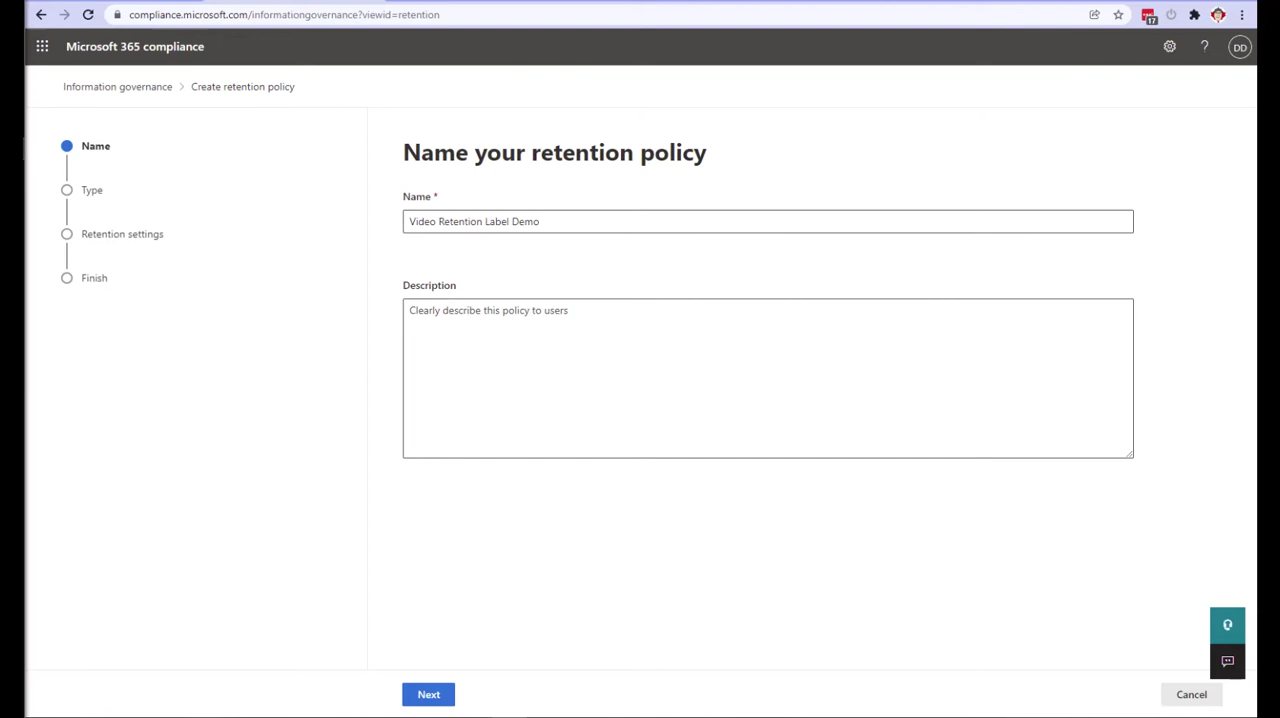 compliance.microsoft.com/informationgovernance?viewid=retention
17
Microsoft 365 compliance
?
DD
Information governance > Create retention policy
Name
Type
Retention settings
Finish
Name your retention policy
Name *
Video Retention Label Demo
Description
Clearly describe this policy to users
Next
Cancel